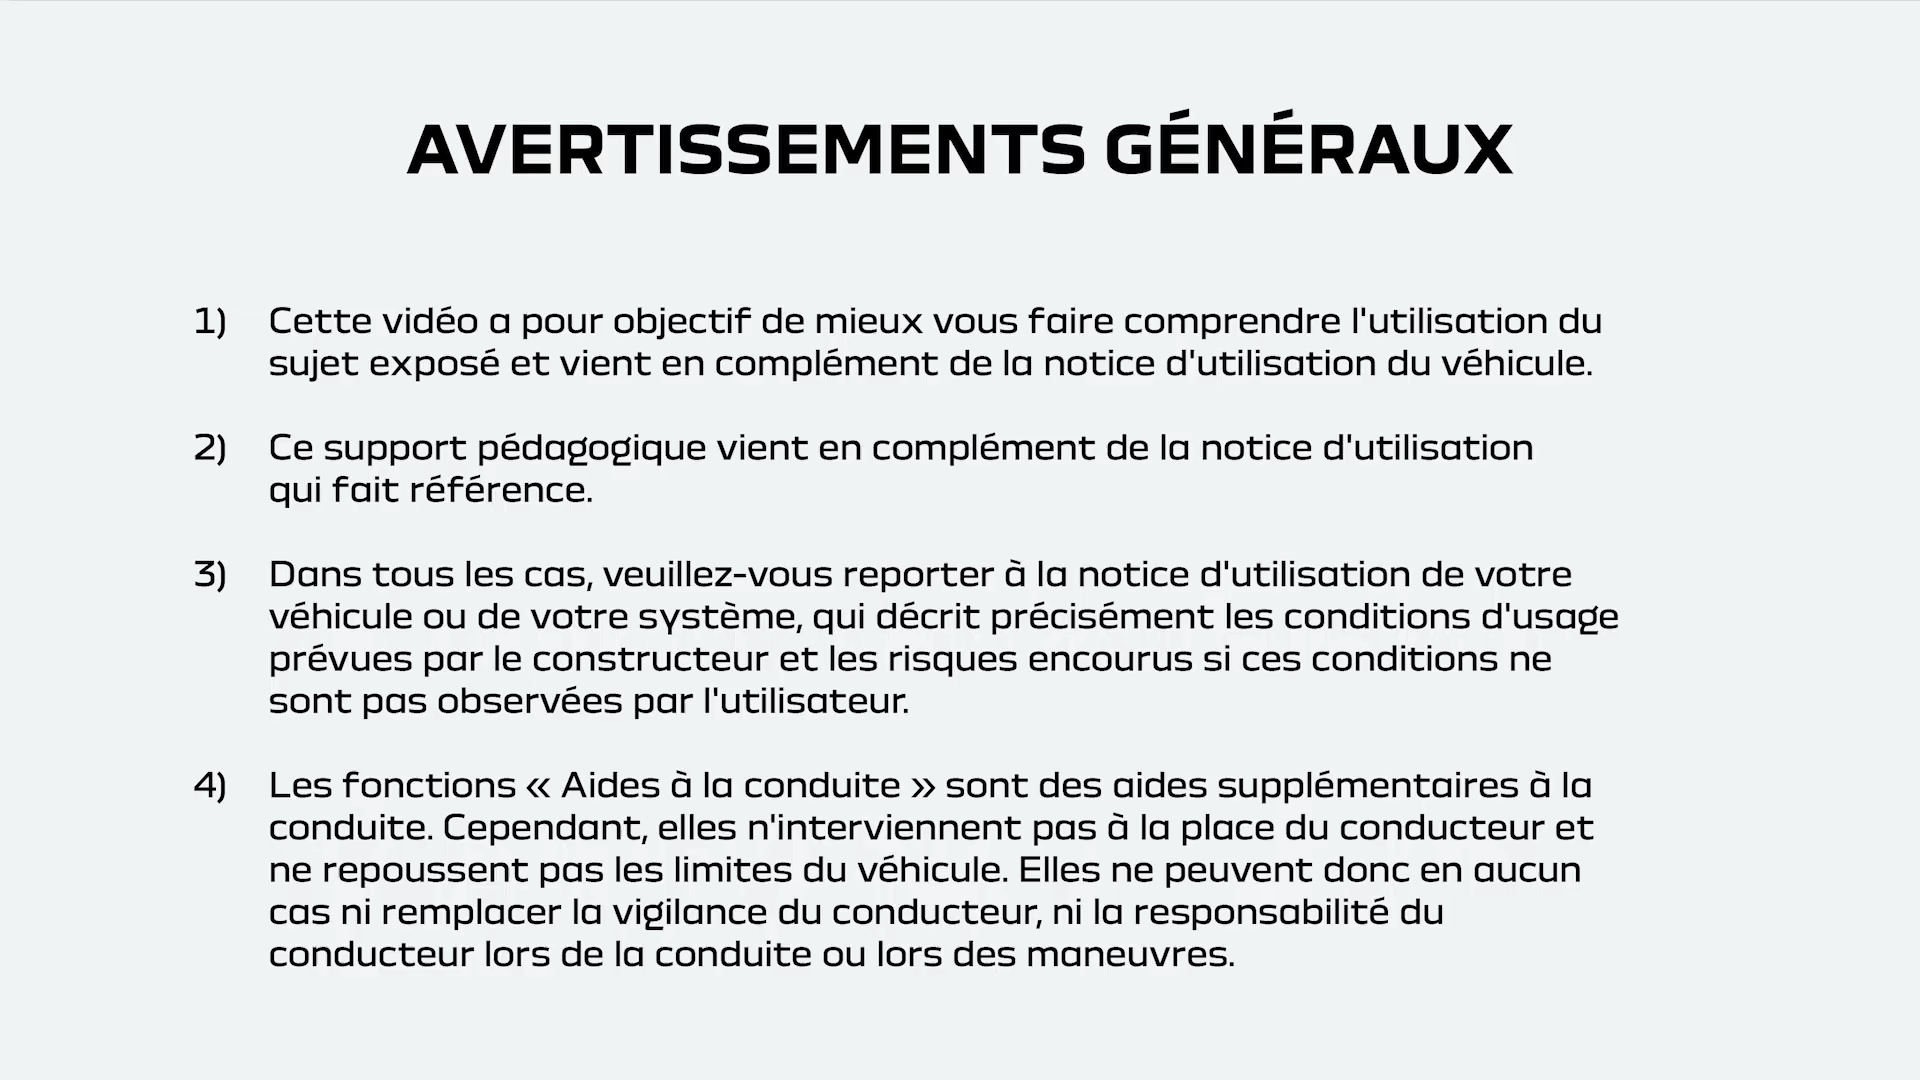 AVERTISSEMENTS GÉNÉRAUX
1) Cette vidéo a pour objectif de mieux vous faire comprendre l'utilisation du
sujet exposé et vient en complément de la notice d'utilisation du véhicule.
2) Ce support pédagogique vient en complément de la notice d'utilisation
qui fait référence.
3) Dans tous les cas, veuillez-vous reporter à la notice d'utilisation de votre
véhicule ou de votre système, qui décrit précisément les conditions d'usage
prévues par le constructeur et les risques encourus si ces conditions ne
sont pas observées par l'utilisateur.
4) Les fonctions « Aides à la conduite » sont des aides supplémentaires à la
conduite. Cependant, elles n'interviennent pas à la place du conducteur et
ne repoussent pas les limites du véhicule. Elles ne peuvent donc en aucun
cas ni remplacer la vigilance du conducteur, ni la responsabilité du
conducteur lors de la conduite ou lors des maneuvres.